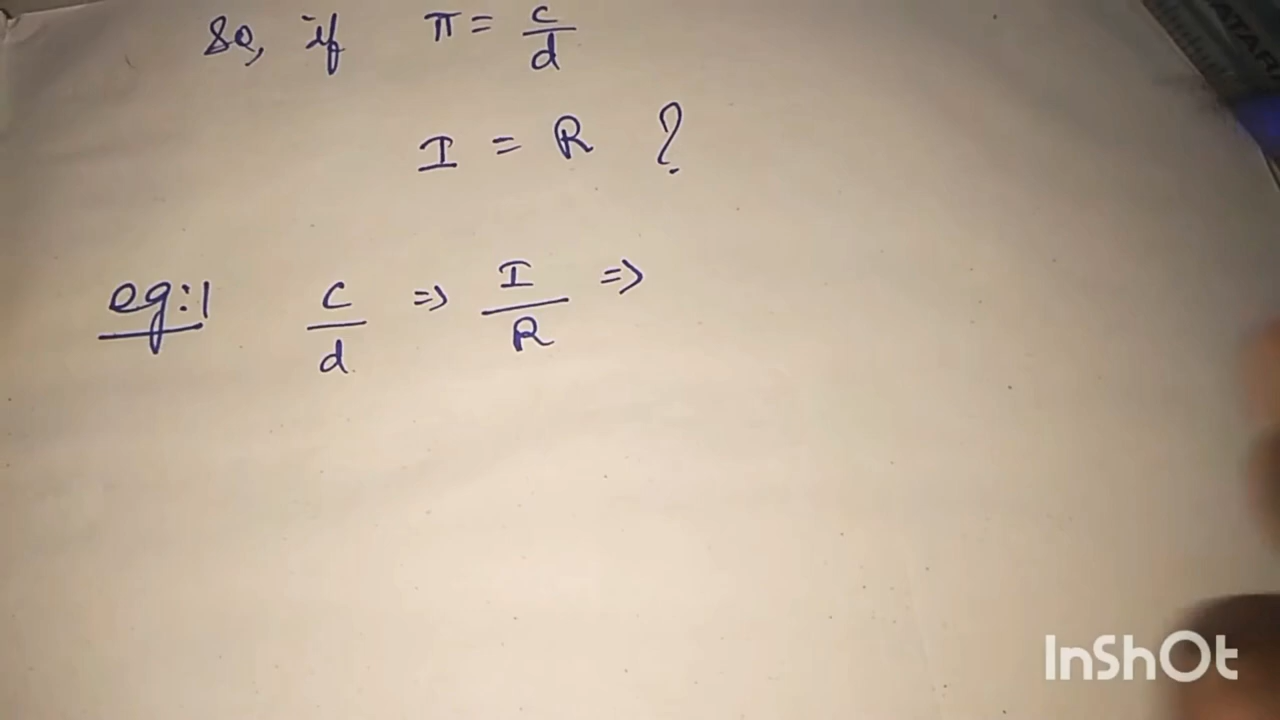 So, if π = c/d
I = R ?
eg:1 c/d => I/R =>
InShOt